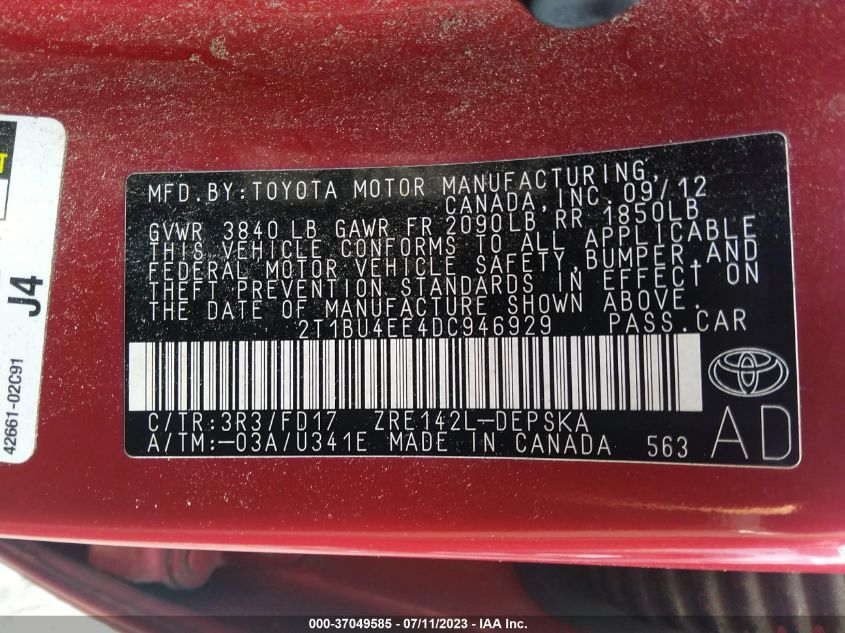 T
J4
42661-02C91
MFD.BY:TOYOTA MOTOR MANUFACTURING,
CANADA,INC.09/12
GVWR 3840 LB GAWR FR 2090LB RR 1850LB
THIS VEHICLE CONFORMS TO ALL APPLICABLE
FEDERAL MOTOR VEHICLE SAFETY,BUMPER,AND
THEFT PREVENTION STANDARDS IN EFFECT ON
THE DATE OF MANUFACTURE SHOWN ABOVE.
2T1BU4EE4DC946929 PASS.CAR
C/TR:3R3/FD17 ZRE142L-DEPSKA
A/TM:-03A/U341E MADE IN CANADA 563
AD
000-37049585 - 07/11/2023 - IAA Inc.